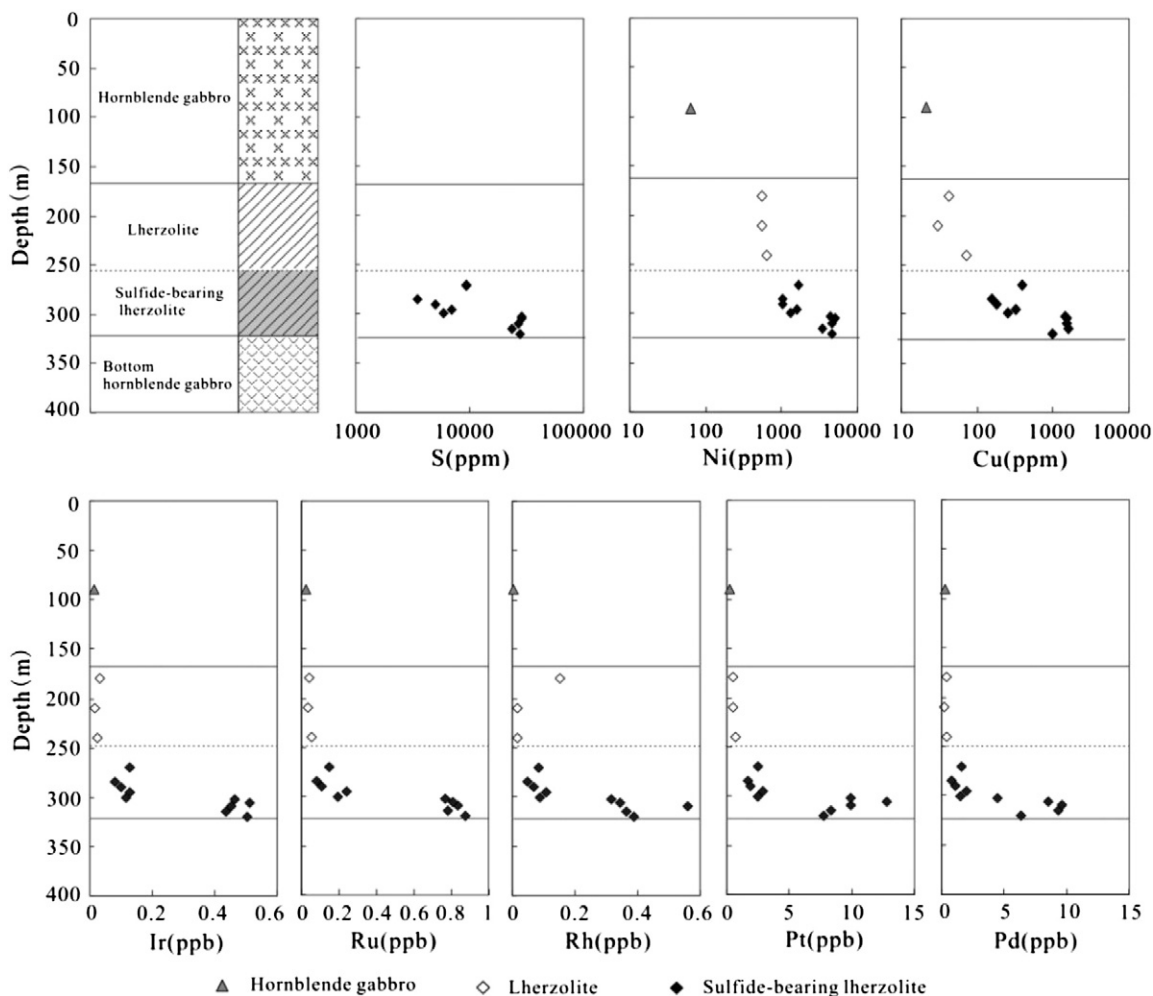 0
50
100
150
200
250
300
350
400
Depth(m)
Hornblende gabbro
Lherzolite
Sulfide-bearing
lherzolite
Bottom
hornblende gabbro
1000 10000 100000
S(ppm)
10 100 1000 10000
Ni(ppm)
10 100 1000 10000
Cu(ppm)
0
50
100
150
200
250
300
350
400
Depth(m)
0 0.2 0.4 0.6
Ir(ppb)
0 0.2 0.4 0.6 0.8 1
Ru(ppb)
0 0.2 0.4 0.6
Rh(ppb)
0 5 10 15
Pt(ppb)
0 5 10 15
Pd(ppb)
Hornblende gabbro Lherzolite Sulfide-bearing lherzolite